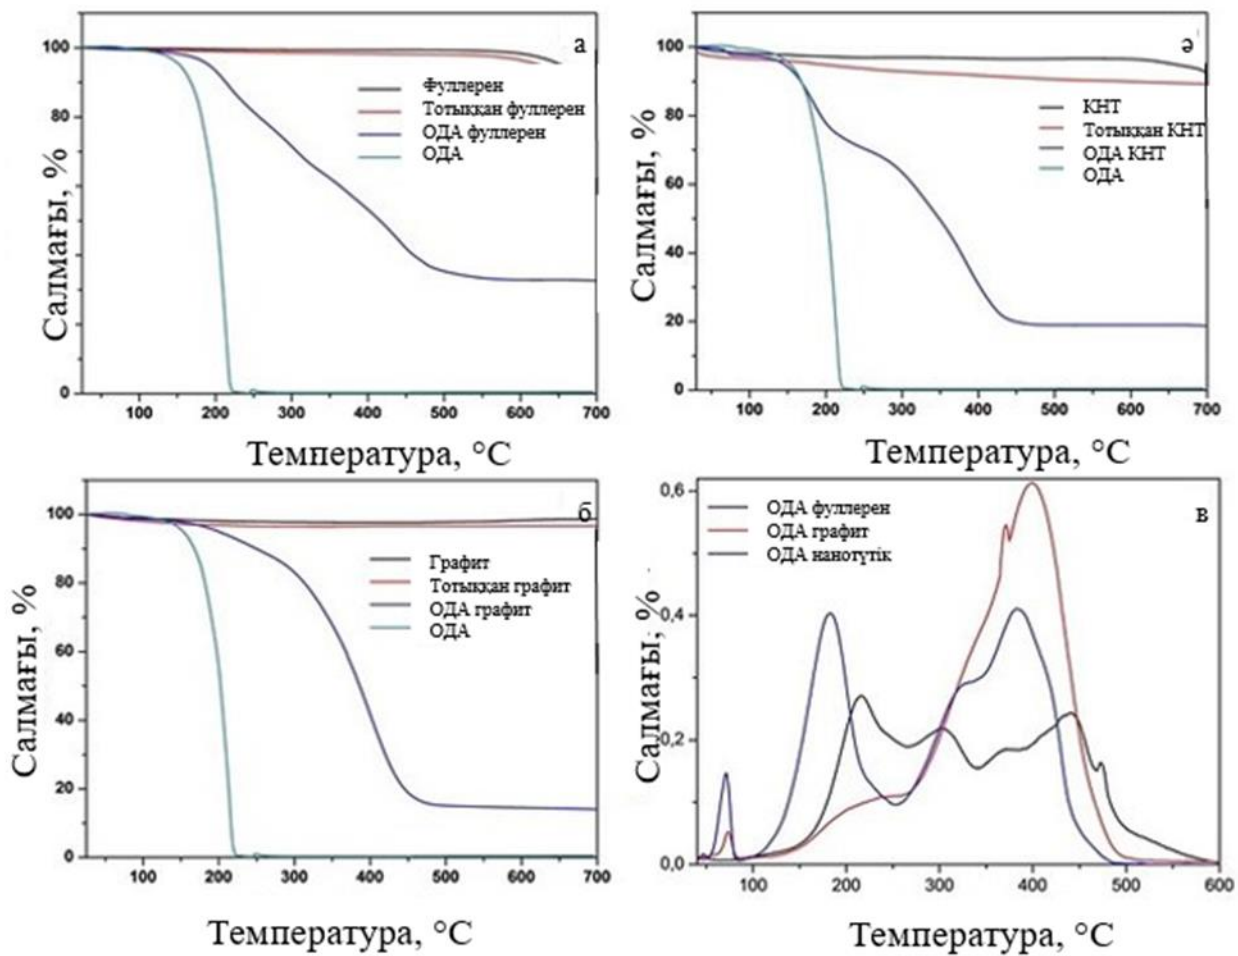 а
Фуллерен
Тотыққан фуллерен
ОДА фуллерен
ОДА
Салмағы, %
100
80
0
100 200 300 400 500 600 700
Температура, °C
ә
КНТ
Тотыққан КНТ
ОДА КНТ
ОДА
Салмағы, %
100
80
60
40
20
0
100 200 300 400 500 600 700
Температура, °C
б
Графит
Тотыққан графит
ОДА графит
ОДА
Салмағы, %
100
80
60
40
20
0
100 200 300 400 500 600 700
Температура, °C
в
ОДА фуллерен
ОДА графит
ОДА нанотүтік
Салмағы, %
0,6
0,4
0,2
0,0
100 200 300 400 500 600
Температура, °C